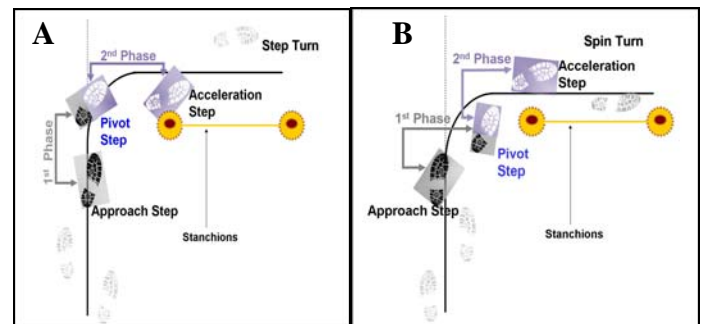 A
2nd Phase
Step Turn
Acceleration
Step
Pivot
Step
1st Phase
Approach Step
Stanchions
B
2nd Phase
Spin Turn
Acceleration
Step
1st Phase
Pivot
Step
Approach Step
Stanchions